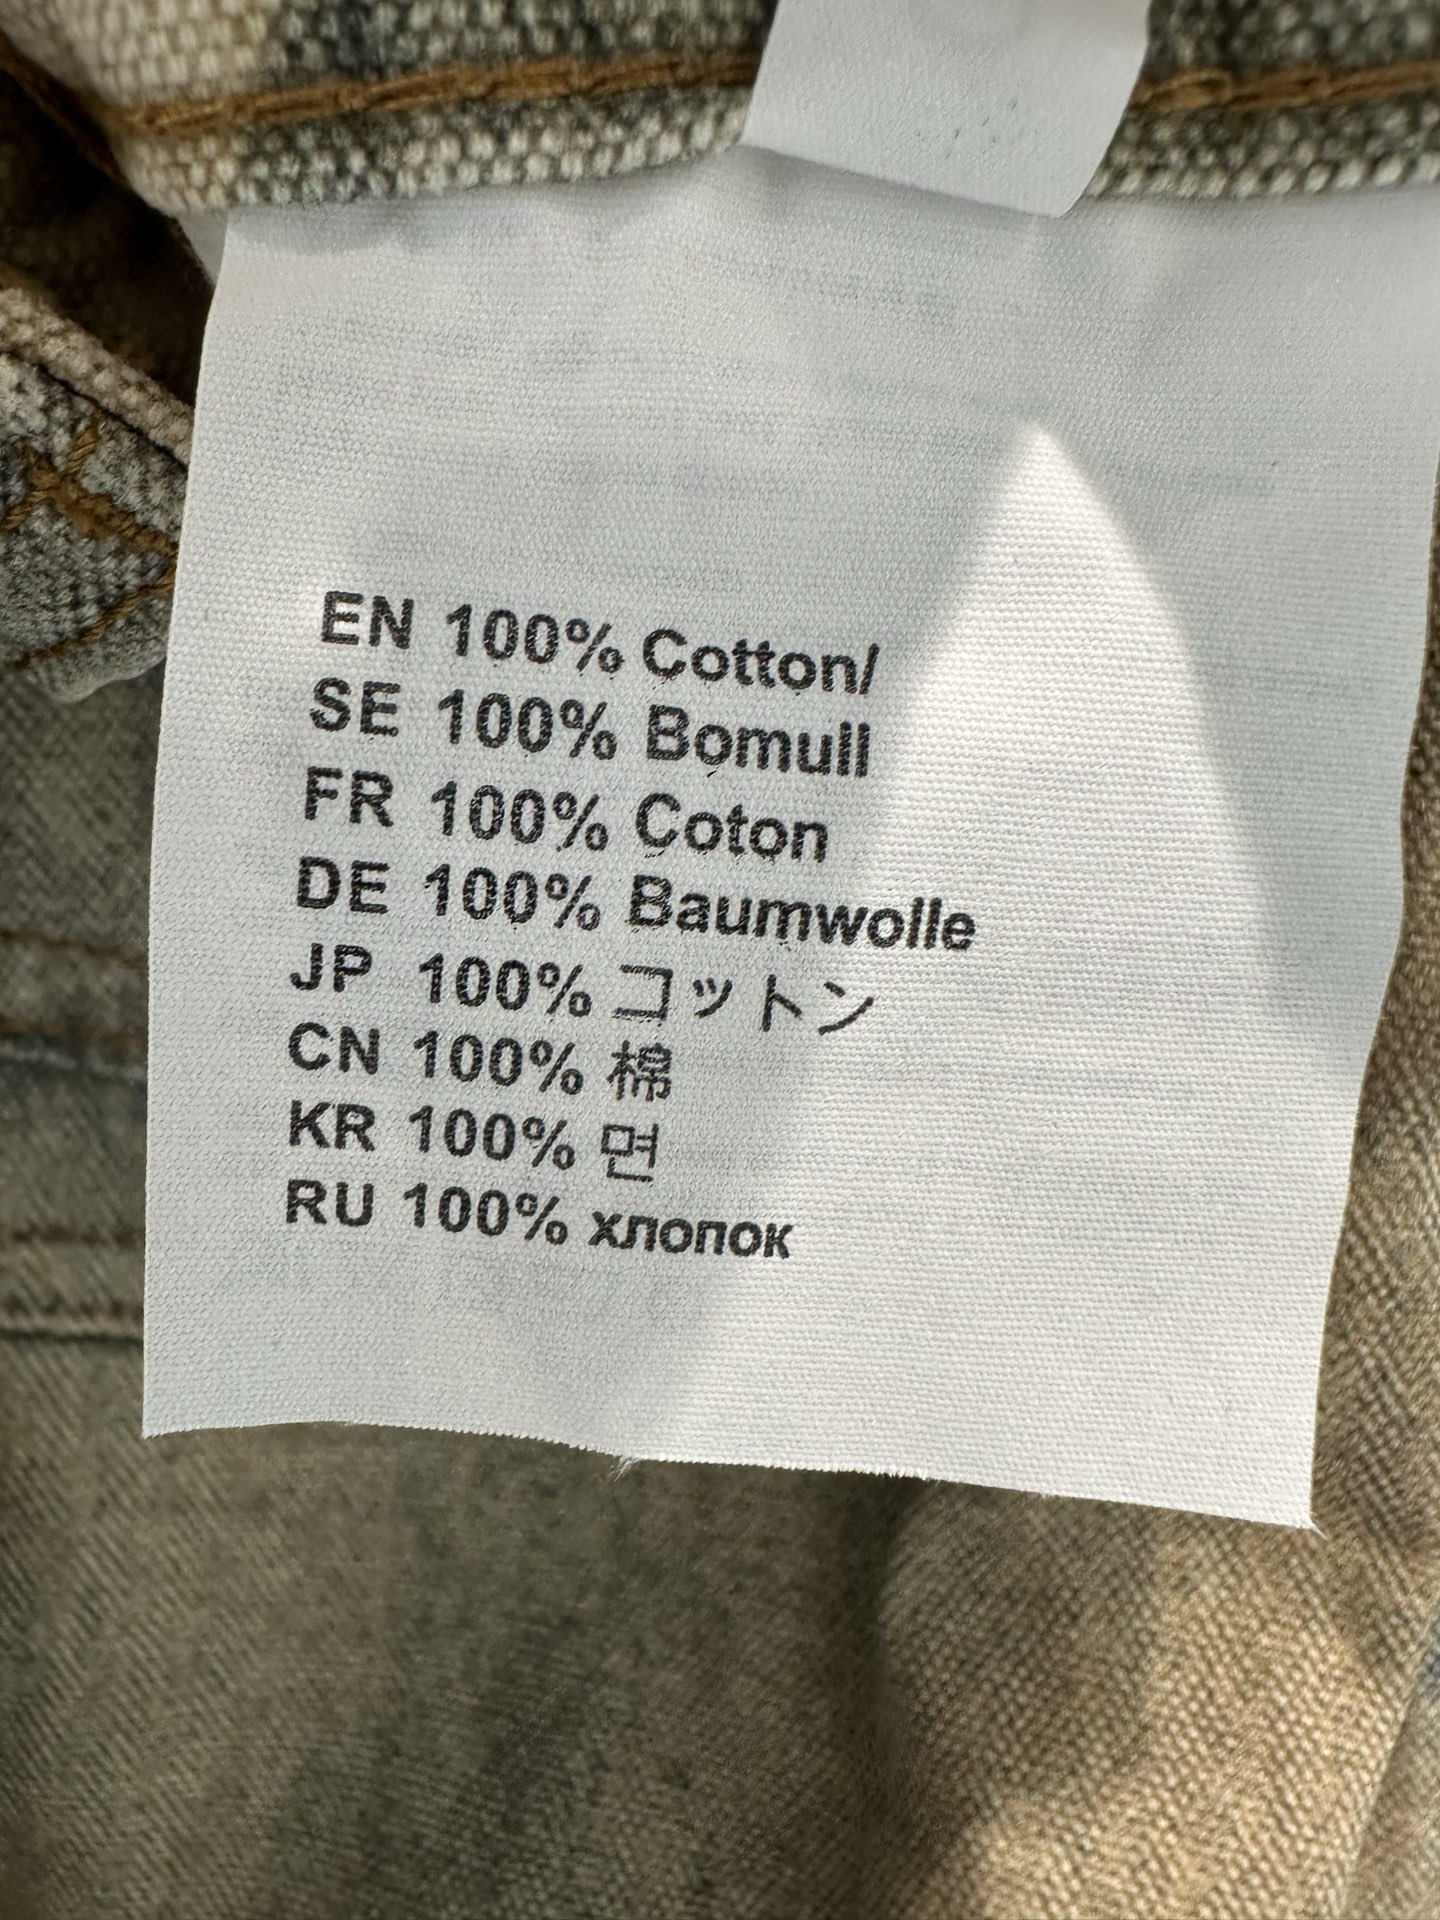 EN 100% Cotton/
SE 100% Bomull
FR 100% Coton
DE 100% Baumwolle
JP 100% コットン
CN 100% 棉
KR 100% 면
RU 100% хлопок